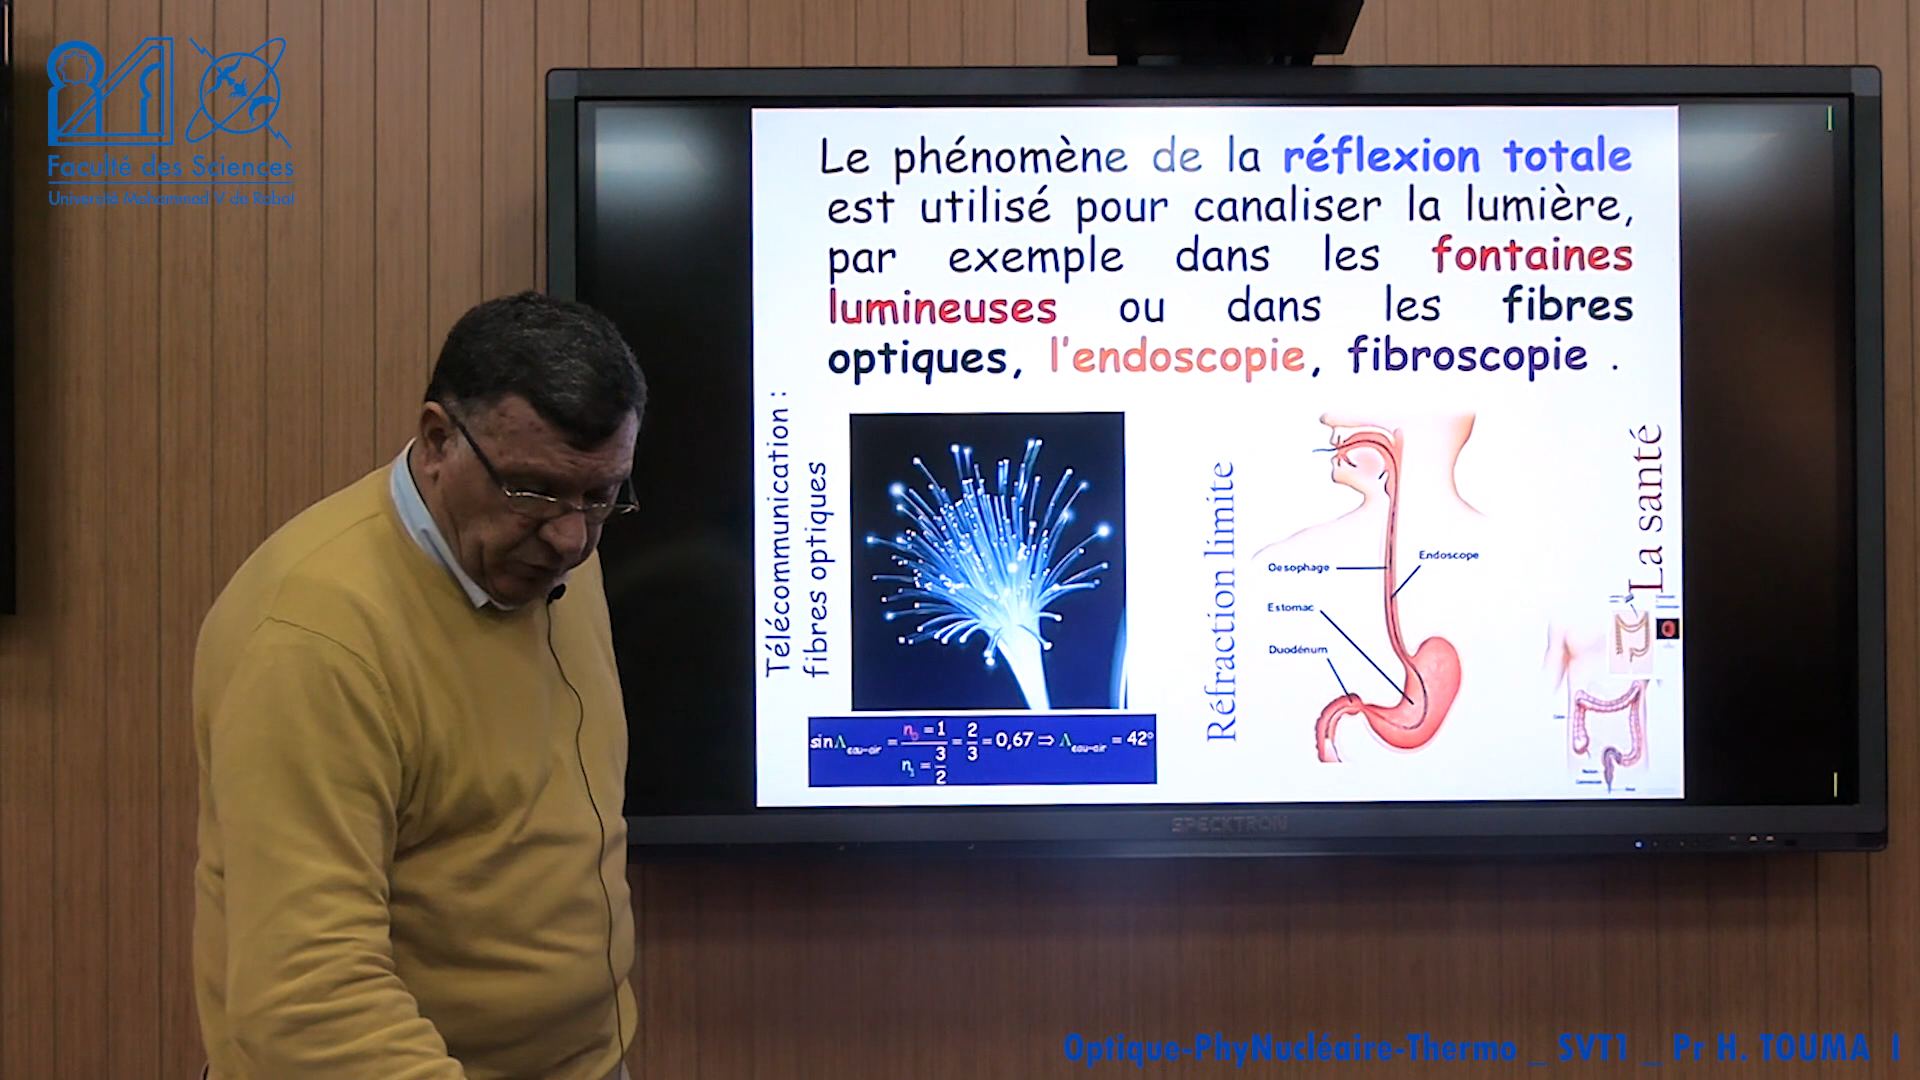 Faculté des Sciences
Université Mohammed V de Rabat
Le phénomène de la réflexion totale
est utilisé pour canaliser la lumière,
par exemple dans les fontaines
lumineuses ou dans les fibres
optiques, l'endoscopie, fibroscopie .
Télécommunication :
fibres optiques
Réfraction limite
La santé
Oesophage
Endoscope
Estomac
Duodénum
sinΛeau-air = n0 = 1 / n1 = 3/2 = 2/3 = 0,67 ⇒ Λeau-air = 42°
SPECKTRON
Optique-PhyNucléaire-Thermo _ SVT1 _ Pr H. TOUMA I